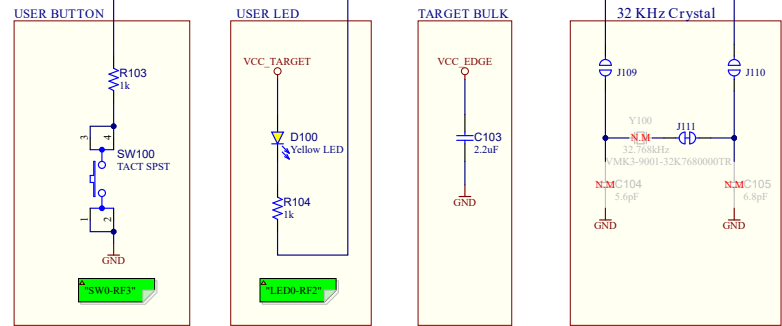 USER BUTTON
R103
1k
3
4
SW100
TACT SPST
1
2
GND
"SW0-RF3"
USER LED
VCC_TARGET
D100
Yellow LED
R104
1k
"LED0-RF2"
TARGET BULK
VCC_EDGE
C103
2.2uF
GND
32 KHz Crystal
J109
J110
Y100
J111
N.M
32.768kHz
VMK3-9001-32K7680000TR
N.M
C104
5.6pF
GND
N.M
C105
6.8pF
GND